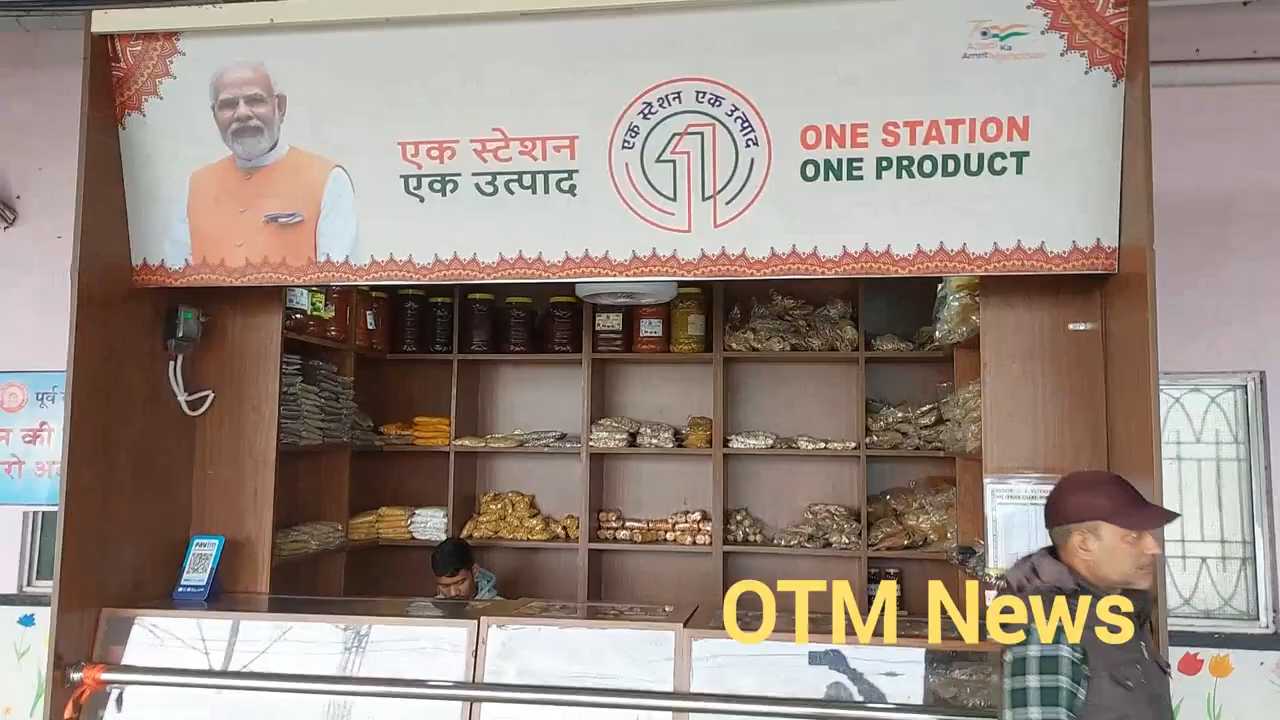 Azadi Ka
Amrit Mahotsav
एक स्टेशन
एक उत्पाद
एक स्टेशन एक उत्पाद
ONE STATION
ONE PRODUCT
पूर्व
न की
रो
Paytm
OTM News